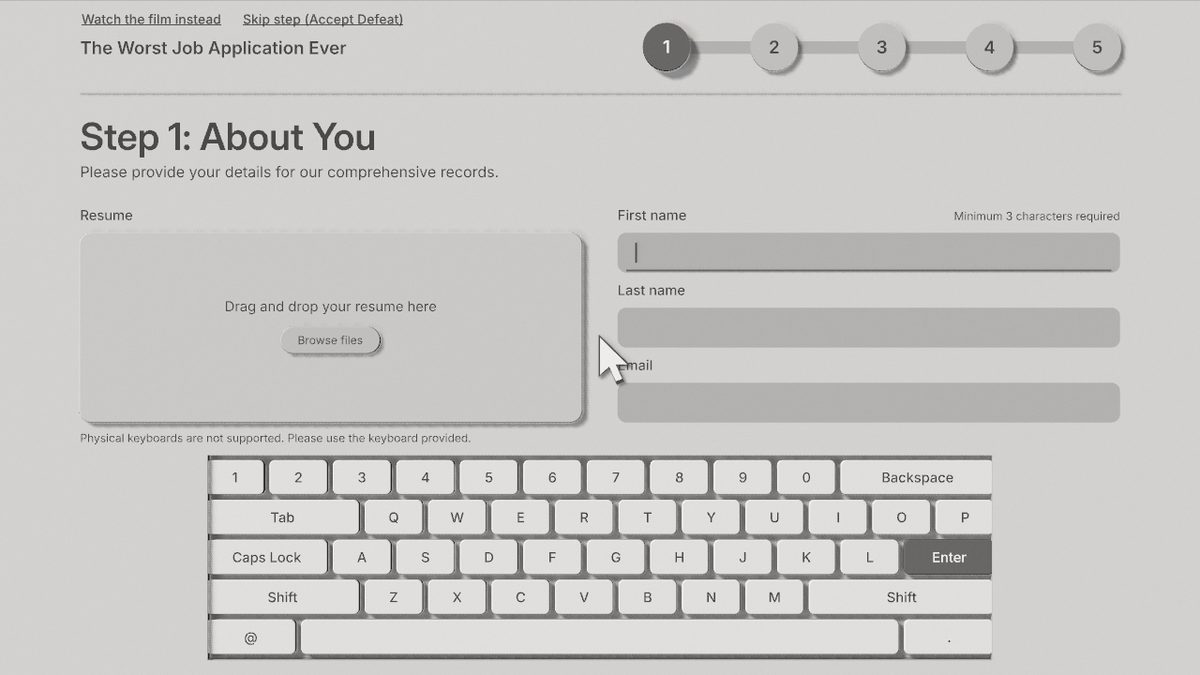 Watch the film instead Skip step (Accept Defeat)
The Worst Job Application Ever
1 2 3 4 5
Step 1: About You
Please provide your details for our comprehensive records.
Resume
Drag and drop your resume here
Browse files
First name Minimum 3 characters required
Last name
Email
Physical keyboards are not supported. Please use the keyboard provided.
1 2 3 4 5 6 7 8 9 0 Backspace
Tab Q W E R T Y U I O P
Caps Lock A S D F G H J K L Enter
Shift Z X C V B N M Shift
@ .